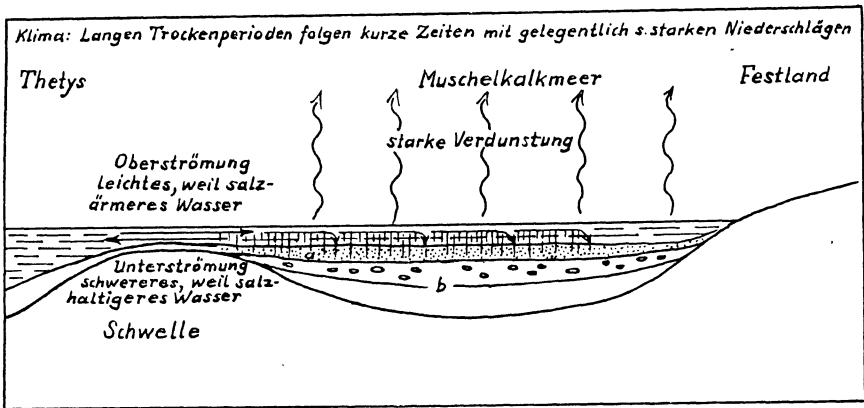 Klima: Langen Trockenperioden folgen kurze Zeiten mit gelegentlich s. starken Niederschlägen
Thetys
Muschelkalkmeer
Festland
starke Verdunstung
Oberströmung
leichtes, weil salz-
ärmeres Wasser
a
Unterströmung
schwereres, weil salz-
haltigeres Wasser
b
Schwelle